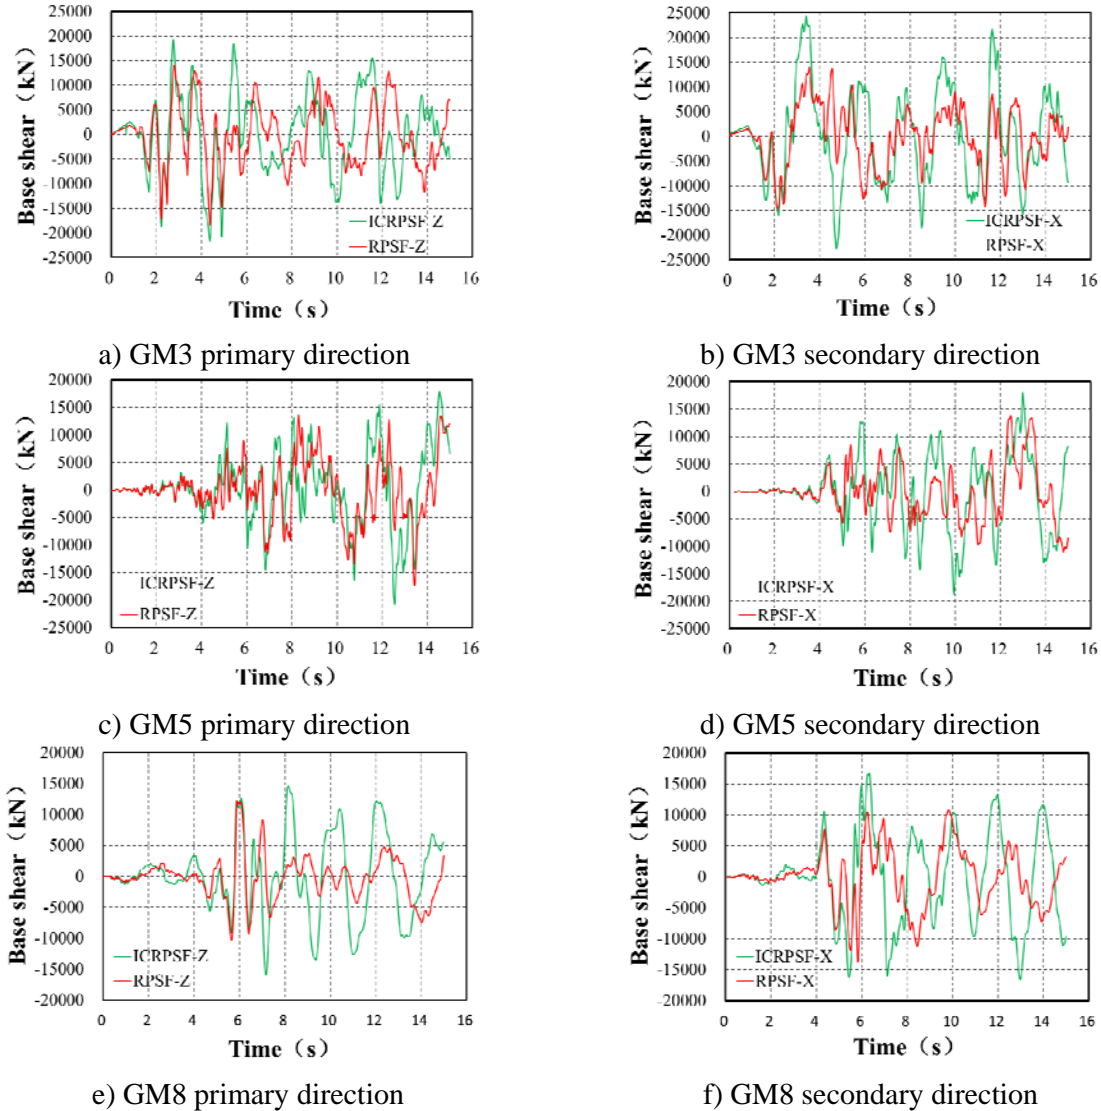 25000
20000
15000
10000
5000
0
-5000
-10000
-15000
-20000
-25000
Base shear（kN）
ICRPSF-Z
RPSF-Z
0 2 4 6 8 10 12 14 16
Time（s）
a) GM3 primary direction
25000
20000
15000
10000
5000
0
-5000
-10000
-15000
-20000
-25000
Base shear（kN）
ICRPSF-X
RPSF-X
0 2 4 6 8 10 12 14 16
Time（s）
b) GM3 secondary direction
20000
15000
10000
5000
0
-5000
-10000
-15000
-20000
-25000
Base shear（kN）
ICRPSF-Z
RPSF-Z
0 2 4 6 8 10 12 14 16
Time（s）
c) GM5 primary direction
20000
15000
10000
5000
0
-5000
-10000
-15000
-20000
-25000
Base shear（kN）
ICRPSF-X
RPSF-X
0 2 4 6 8 10 12 14 16
Time（s）
d) GM5 secondary direction
20000
15000
10000
5000
0
-5000
-10000
-15000
-20000
Base shear（kN）
ICRPSF-Z
RPSF-Z
0 2 4 6 8 10 12 14 16
Time（s）
e) GM8 primary direction
20000
15000
10000
5000
0
-5000
-10000
-15000
-20000
Base shear（kN）
ICRPSF-X
RPSF-X
0 2 4 6 8 10 12 14 16
Time（s）
f) GM8 secondary direction